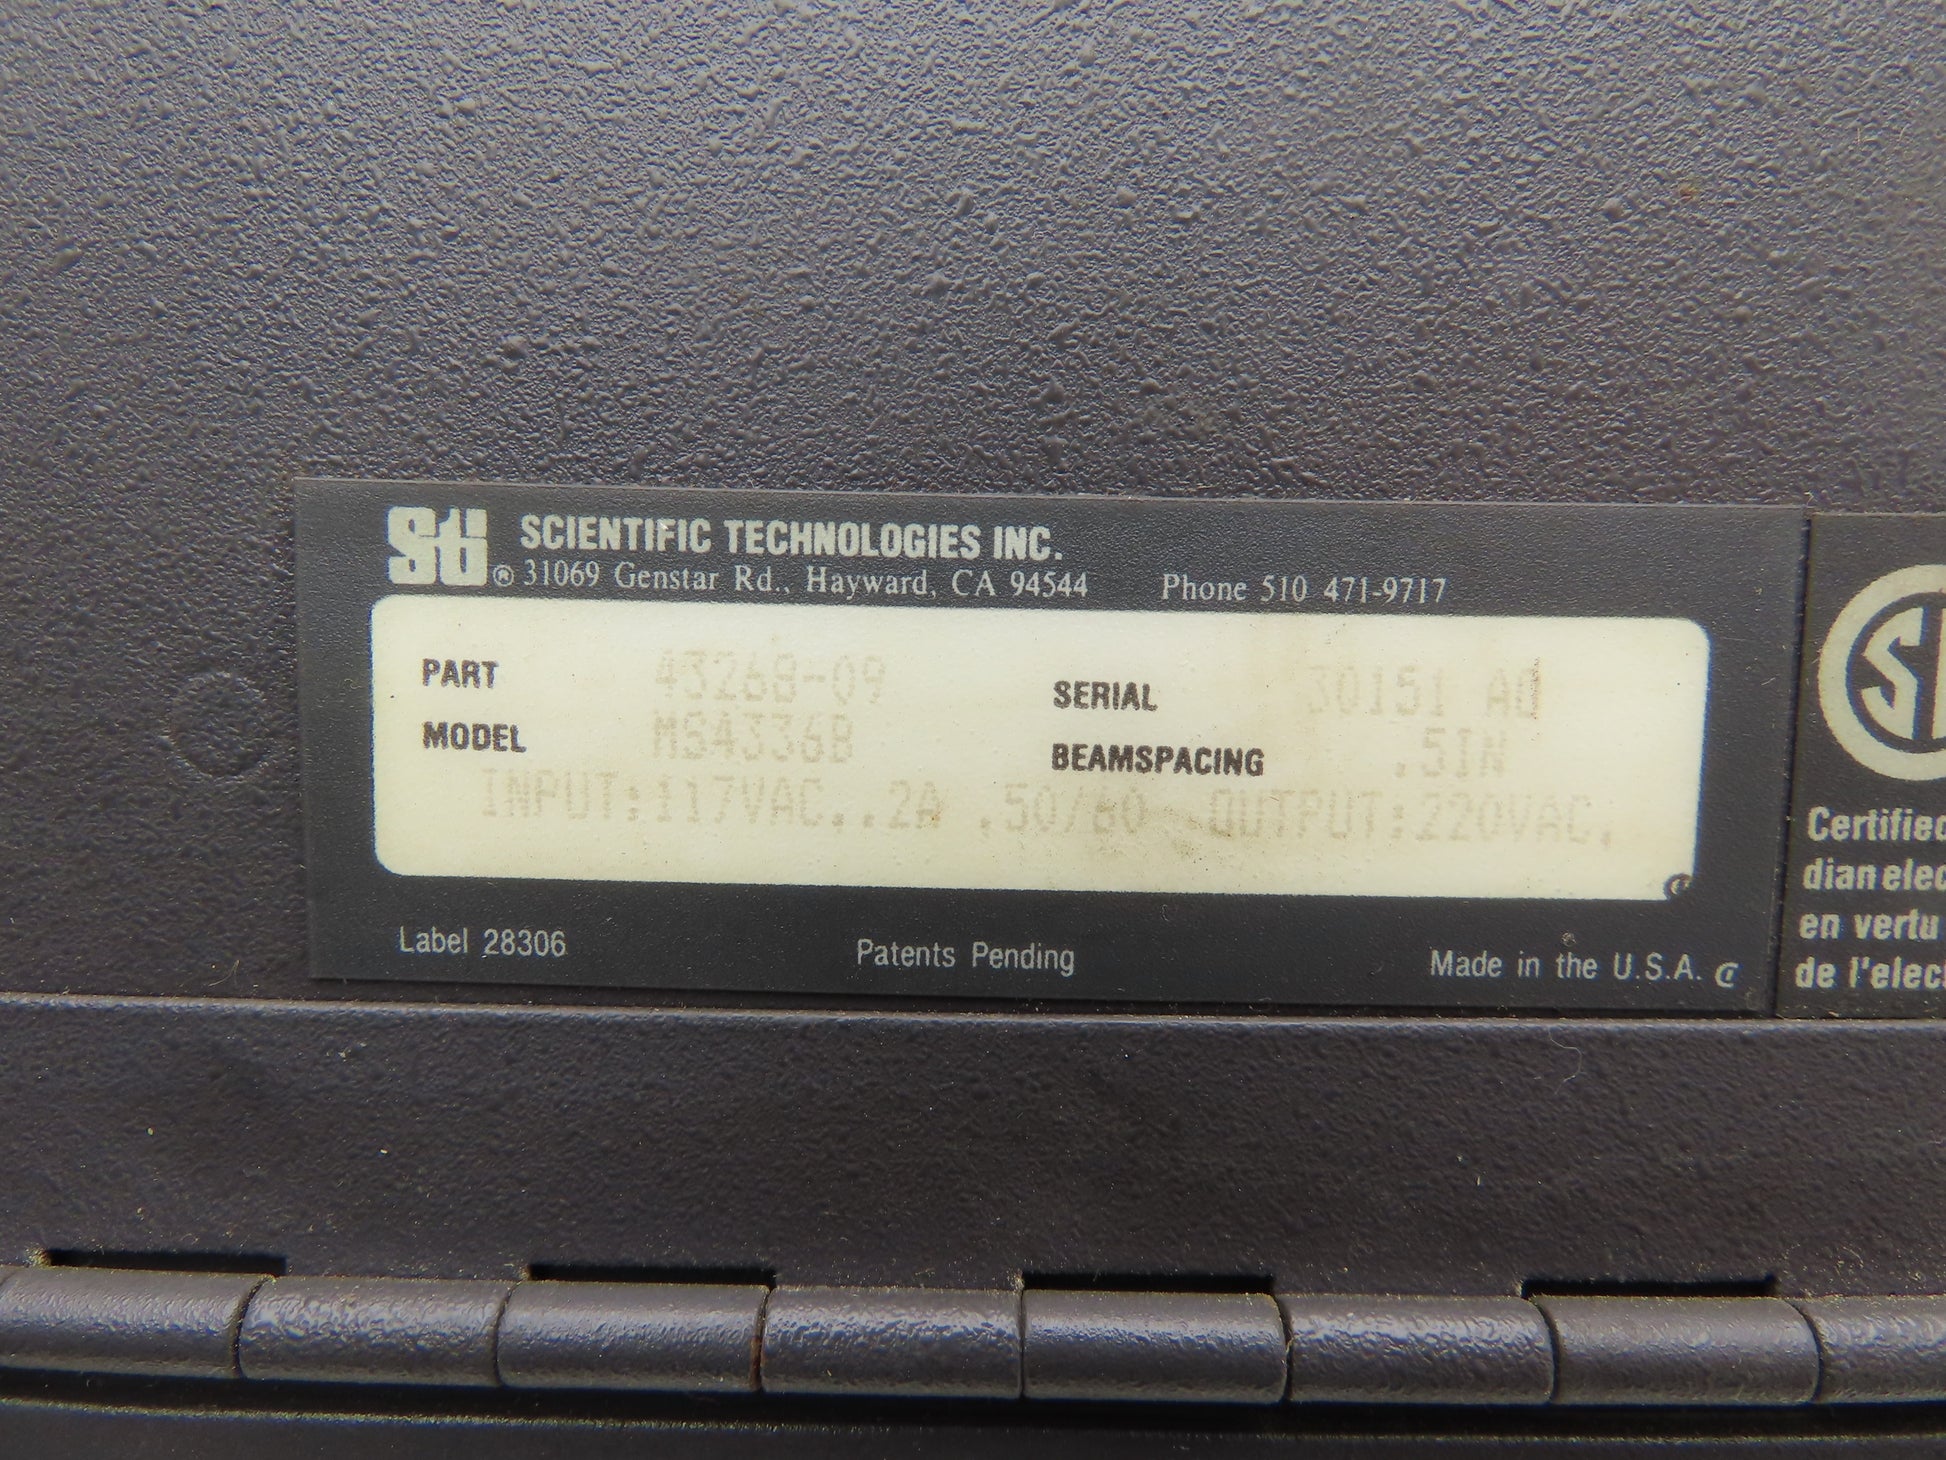 Sti ® SCIENTIFIC TECHNOLOGIES INC.
31069 Genstar Rd., Hayward, CA 94544 Phone 510 471-9717
PART 43268-09 SERIAL 30151 A0
MODEL MS4336B BEAMSPACING .5IN
INPUT:117VAC,.2A ,50/60 OUTPUT:220VAC,
Label 28306 Patents Pending Made in the U.S.A.
Certified
dian elec
en vertu
de l'elec